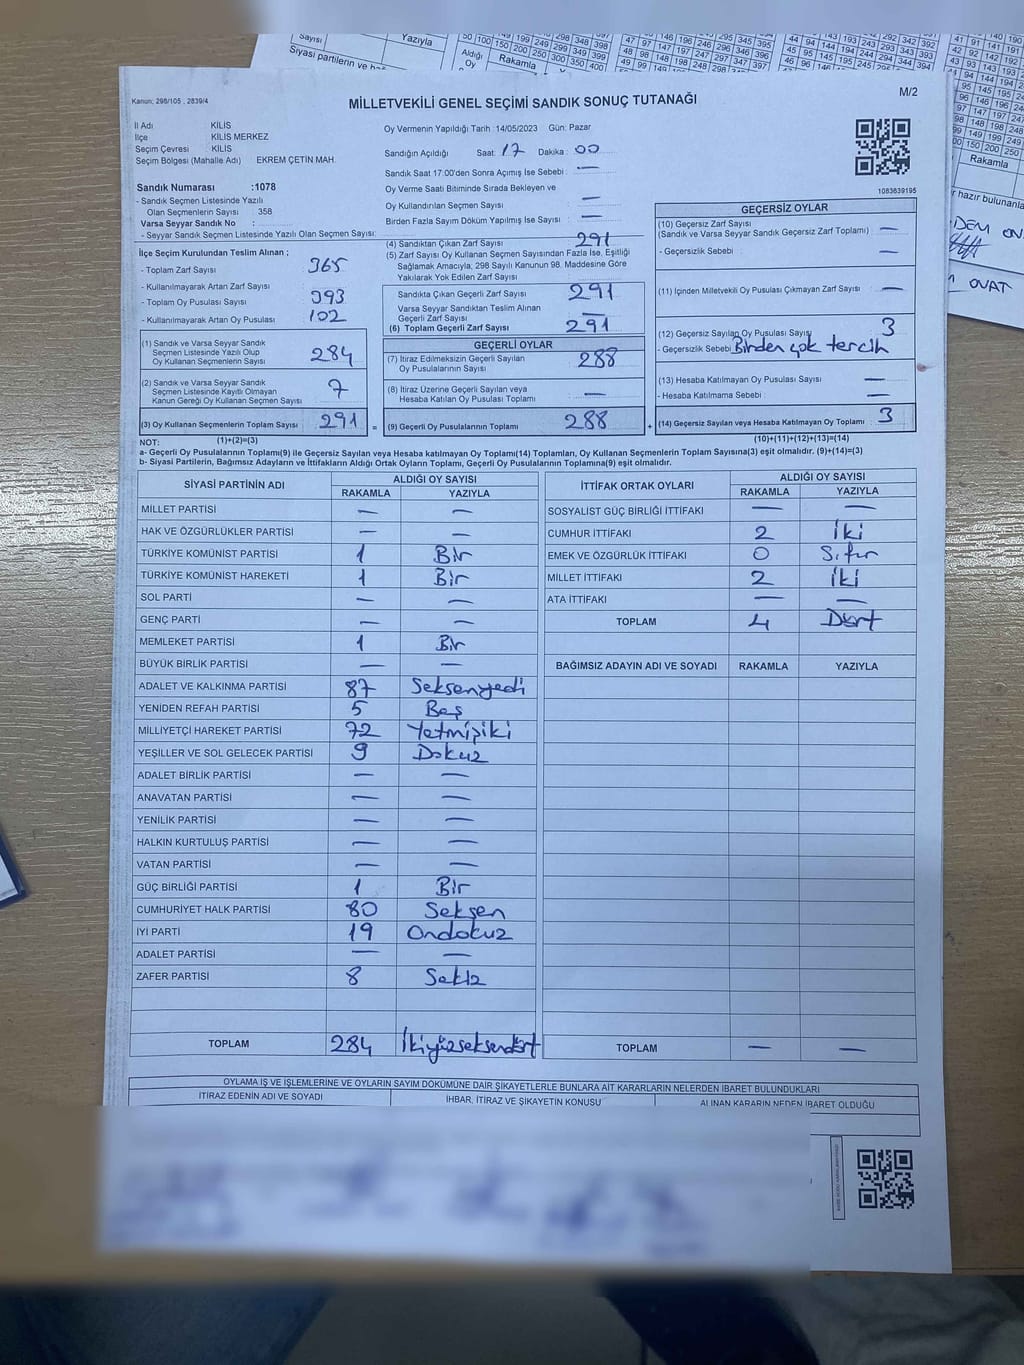 Kanun: 298/105 , 2839/4
MİLLETVEKİLİ GENEL SEÇİMİ SANDIK SONUÇ TUTANAĞI
M/2
İl Adı KİLİS
İlçe KİLİS MERKEZ
Seçim Çevresi KİLİS
Seçim Bölgesi (Mahalle Adı) EKREM ÇETİN MAH.
Sandık Numarası :1078
- Sandık Seçmen Listesinde Yazılı
Olan Seçmenlerin Sayısı : 358
Varsa Seyyar Sandık No :
- Seyyar Sandık Seçmen Listesinde Yazılı Olan Seçmen Sayısı:
Oy Vermenin Yapıldığı Tarih :14/05/2023 Gün: Pazar
Sandığın Açıldığı Saat: 17 Dakika : 00
Sandık Saat 17:00'den Sonra Açımış İse Sebebi : —
Oy Verme Saati Bitiminde Sırada Bekleyen ve
Oy Kullandırılan Seçmen Sayısı —
Birden Fazla Sayım Döküm Yapılmış İse Sayısı : —
1083839195
İlçe Seçim Kurulundan Teslim Alınan ;
- Toplam Zarf Sayısı 365
- Kullanılmayarak Artan Zarf Sayısı :
- Toplam Oy Pusulası Sayısı : 393
- Kullanılmayarak Artan Oy Pusulası : 102
(1) Sandık ve Varsa Seyyar Sandık
Seçmen Listesinde Yazılı Olup
Oy Kullanan Seçmenlerin Sayısı 284
(2) Sandık ve Varsa Seyyar Sandık
Seçmen Listesinde Kayıtlı Olmayan
Kanun Gereği Oy Kullanan Seçmen Sayısı 7
(3) Oy Kullanan Seçmenlerin Toplam Sayısı 291 =
(1)+(2)=(3)
(4) Sandıktan Çıkan Zarf Sayısı 291
(5) Zarf Sayısı Oy Kullanan Seçmen Sayısından Fazla İse, Eşitliği
Sağlamak Amacıyla; 298 Sayılı Kanunun 98. Maddesine Göre
Yakılarak Yok Edilen Zarf Sayısı
Sandıkta Çıkan Geçerli Zarf Sayısı 291
Varsa Seyyar Sandıktan Teslim Alınan
Geçerli Zarf Sayısı —
(6) Toplam Geçerli Zarf Sayısı 291
GEÇERLİ OYLAR
(7) İtiraz Edilmeksizin Geçerli Sayılan
Oy Pusulalarının Sayısı 288
(8) İtiraz Üzerine Geçerli Sayılan veya
Hesaba Katılan Oy Pusulası Toplamı —
(9) Geçerli Oy Pusulalarının Toplamı 288 +
GEÇERSİZ OYLAR
(10) Geçersiz Zarf Sayısı
(Sandık ve Varsa Seyyar Sandık Geçersiz Zarf Toplamı) —
- Geçersizlik Sebebi : —
(11) İçinden Milletvekili Oy Pusulası Çıkmayan Zarf Sayısı —
(12) Geçersiz Sayılan Oy Pusulası Sayısı 3
- Geçersizlik Sebebi Birden çok tercih
(13) Hesaba Katılmayan Oy Pusulası Sayısı —
- Hesaba Katılmama Sebebi : —
(14) Geçersiz Sayılan veya Hesaba Katılmayan Oy Toplamı 3
(10)+(11)+(12)+(13)=(14)
NOT:
a- Geçerli Oy Pusulaları Toplamı(9) ile Geçersiz Sayılan veya Hesaba katılmayan Oy Toplamı(14) Toplamları, Oy Kullanan Seçmenlerin Toplam Sayısına(3) eşit olmalıdır. (9)+(14)=(3)
b- Siyasi Partilerin, Bağımsız Adayların ve İttifakların Aldığı Ortak Oyların Toplamı, Geçerli Oy Pusulalarının Toplamına(9) eşit olmalıdır.
SİYASİ PARTİNİN ADI ALDIĞI OY SAYISI
RAKAMLA YAZIYLA
MİLLET PARTİSİ — —
HAK VE ÖZGÜRLÜKLER PARTİSİ — —
TÜRKİYE KOMÜNİST PARTİSİ 1 Bir
TÜRKİYE KOMÜNİST HAREKETİ 1 Bir
SOL PARTİ — —
GENÇ PARTİ — —
MEMLEKET PARTİSİ 1 Bir
BÜYÜK BİRLİK PARTİSİ — —
ADALET VE KALKINMA PARTİSİ 87 Seksenyedi
YENİDEN REFAH PARTİSİ 5 Beş
MİLLİYETÇİ HAREKET PARTİSİ 72 Yetmişiki
YEŞİLLER VE SOL GELECEK PARTİSİ 9 Dokuz
ADALET BİRLİK PARTİSİ — —
ANAVATAN PARTİSİ — —
YENİLİK PARTİSİ — —
HALKIN KURTULUŞ PARTİSİ — —
VATAN PARTİSİ — —
GÜÇ BİRLİĞİ PARTİSİ 1 Bir
CUMHURİYET HALK PARTİSİ 80 Seksen
İYİ PARTİ 19 Ondokuz
ADALET PARTİSİ — —
ZAFER PARTİSİ 8 Sekiz
TOPLAM 284 İkiyüzseksendört
İTTİFAK ORTAK OYLARI ALDIĞI OY SAYISI
RAKAMLA YAZIYLA
SOSYALIST GÜÇ BİRLİĞİ İTTİFAKI — —
CUMHUR İTTİFAKI 2 İki
EMEK VE ÖZGÜRLÜK İTTİFAKI 0 Sıfır
MİLLET İTTİFAKI 2 İki
ATA İTTİFAKI — —
TOPLAM 4 Dört
BAĞIMSIZ ADAYIN ADI VE SOYADI RAKAMLA YAZIYLA
TOPLAM — —
OYLAMA İŞ VE İŞLEMLERİNE VE OYLARIN SAYIM DÖKÜMÜNE DAİR ŞİKAYETLERLE BUNLARA AİT KARARLARIN NELERDEN İBARET BULUNDUKLARI
İTİRAZ EDENİN ADI VE SOYADI İHBAR, İTİRAZ VE ŞİKAYETİN KONUSU ALINAN KARARIN NEDEN İBARET OLDUĞU